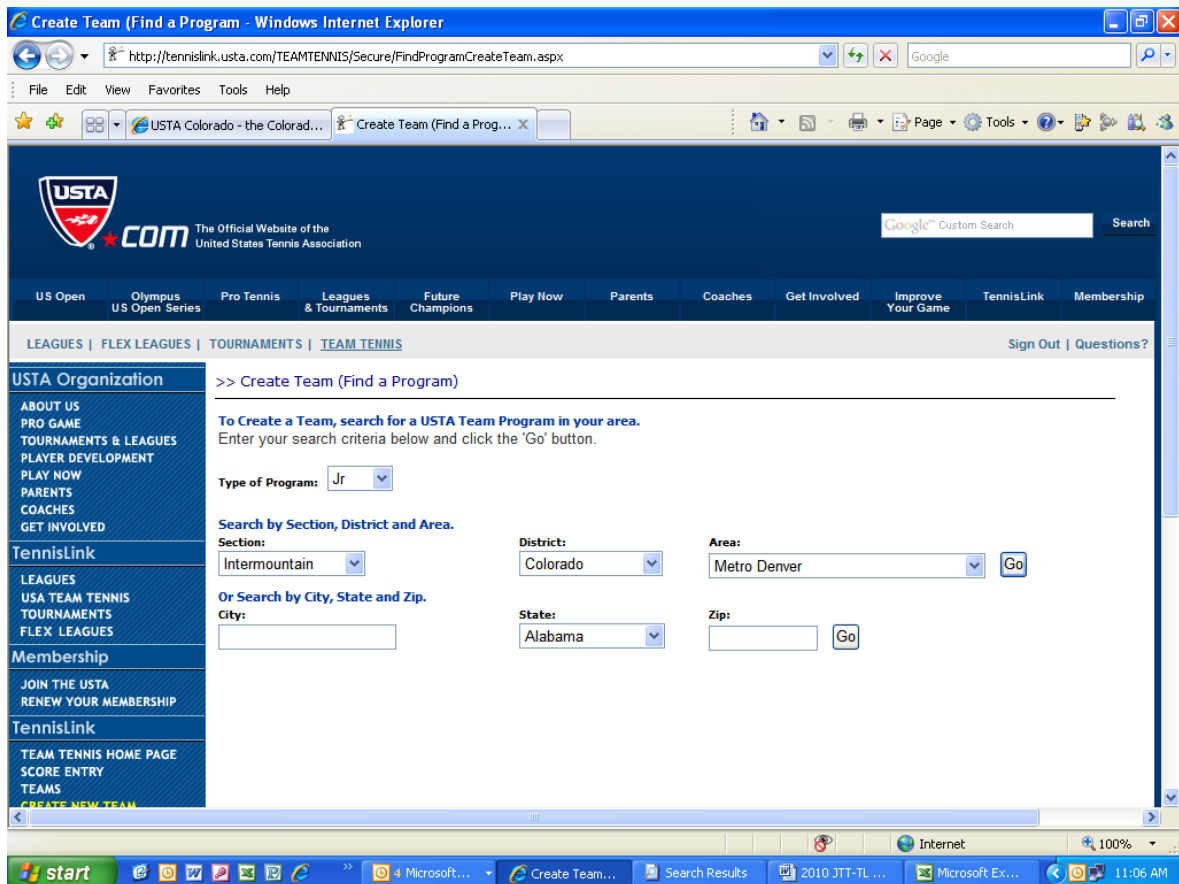 Create Team (Find a Program - Windows Internet Explorer
http://tennislink.usta.com/TEAMTENNIS/Secure/FindProgramCreateTeam.aspx
Google
File Edit View Favorites Tools Help
USTA Colorado - the Colorad...
Create Team (Find a Prog...
Page
Tools
USTA
.com
The Official Website of the
United States Tennis Association
Google™ Custom Search
Search
US Open
Olympus
US Open Series
Pro Tennis
Leagues
& Tournaments
Future
Champions
Play Now
Parents
Coaches
Get Involved
Improve
Your Game
TennisLink
Membership
LEAGUES | FLEX LEAGUES | TOURNAMENTS | TEAM TENNIS
Sign Out | Questions?
USTA Organization
ABOUT US
PRO GAME
TOURNAMENTS & LEAGUES
PLAYER DEVELOPMENT
PLAY NOW
PARENTS
COACHES
GET INVOLVED
TennisLink
LEAGUES
USA TEAM TENNIS
TOURNAMENTS
FLEX LEAGUES
Membership
JOIN THE USTA
RENEW YOUR MEMBERSHIP
TennisLink
TEAM TENNIS HOME PAGE
SCORE ENTRY
TEAMS
CREATE NEW TEAM
>> Create Team (Find a Program)
To Create a Team, search for a USTA Team Program in your area.
Enter your search criteria below and click the 'Go' button.
Type of Program: Jr
Search by Section, District and Area.
Section: District: Area:
Intermountain Colorado Metro Denver Go
Or Search by City, State and Zip.
City: State: Zip:
Alabama Go
Internet
100%
start
4 Microsoft...
Create Team...
Search Results
2010 JTT-TL ...
Microsoft Ex...
11:06 AM